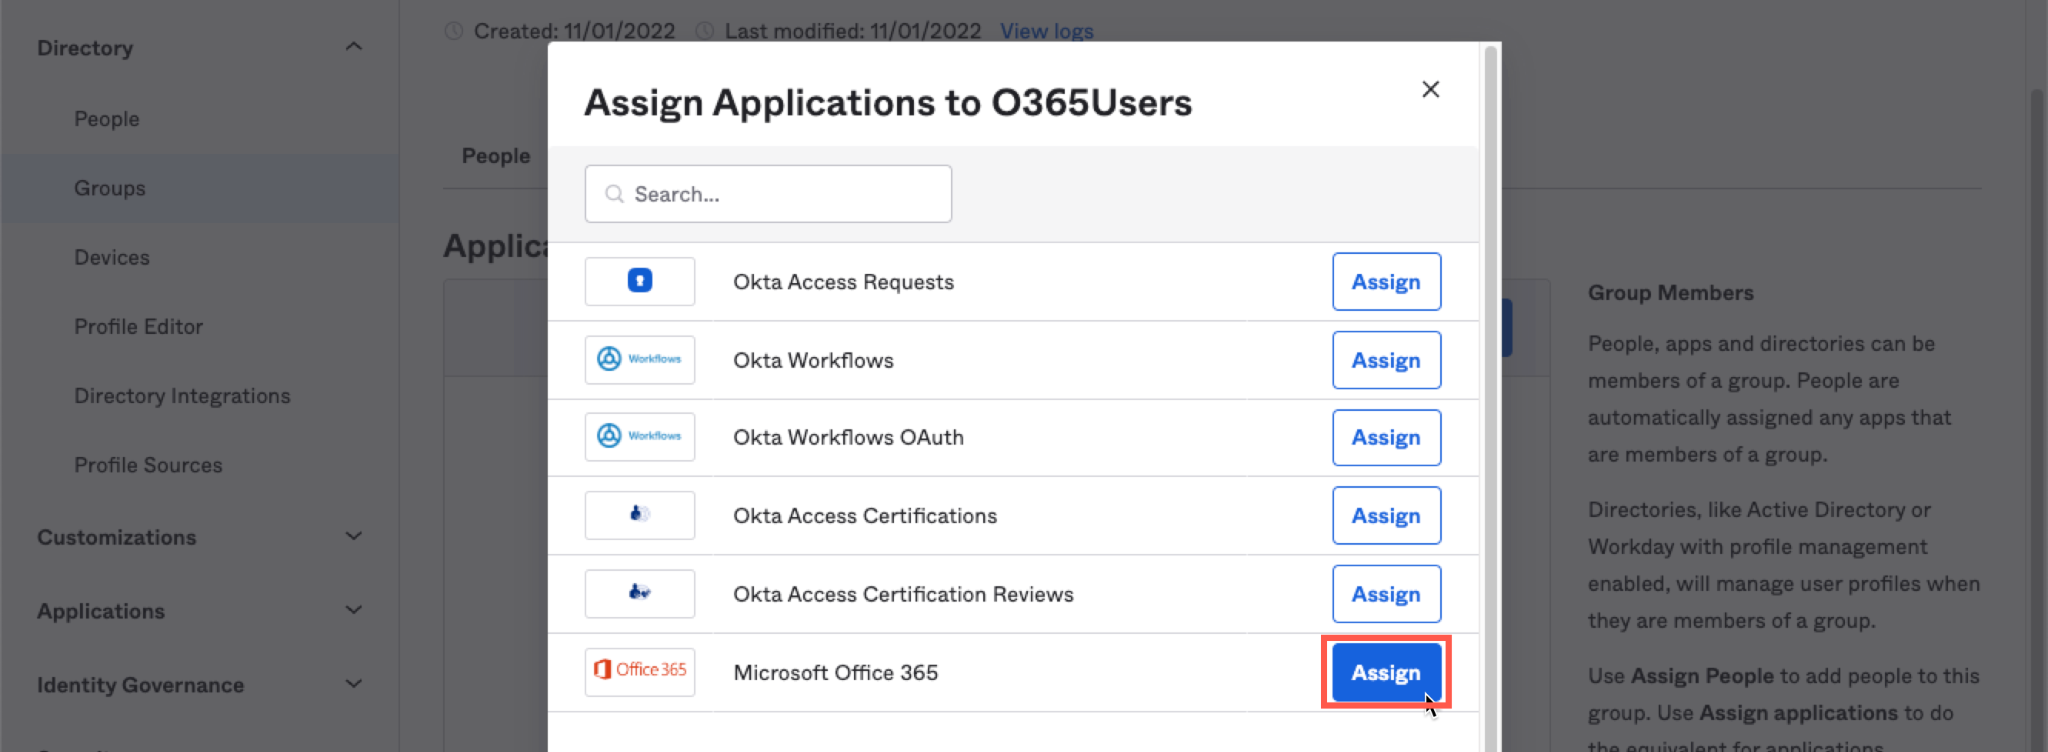 Directory
People
Groups
Devices
Profile Editor
Directory Integrations
Profile Sources
Customizations
Applications
Identity Governance
Created: 11/01/2022 Last modified: 11/01/2022 View logs
People
Applica
Assign Applications to O365Users
Search...
Okta Access Requests Assign
Workflows Okta Workflows Assign
Workflows Okta Workflows OAuth Assign
Okta Access Certifications Assign
Okta Access Certification Reviews Assign
Office 365 Microsoft Office 365 Assign
Group Members
People, apps and directories can be
members of a group. People are
automatically assigned any apps that
are members of a group.
Directories, like Active Directory or
Workday with profile management
enabled, will manage user profiles when
they are members of a group.
Use Assign People to add people to this
group. Use Assign applications to do
the equivalent for applications.